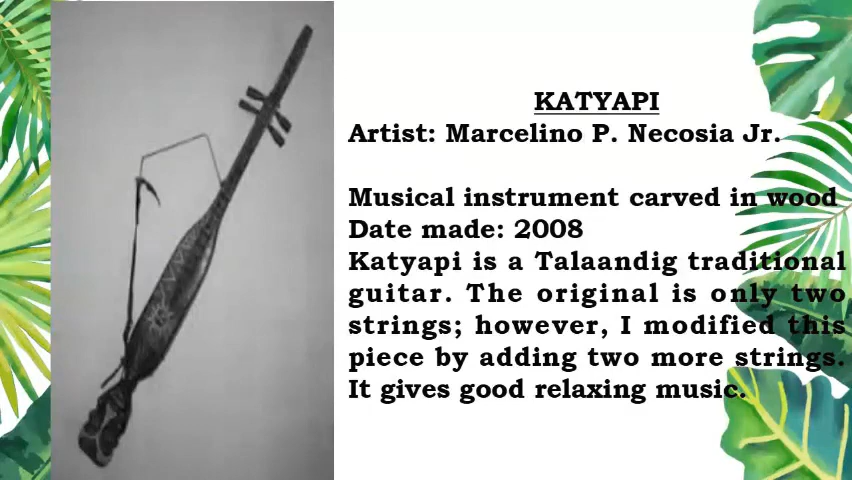 KATYAPI
Artist: Marcelino P. Necosia Jr.
Musical instrument carved in wood
Date made: 2008
Katyapi is a Talaandig traditional
guitar. The original is only two
strings; however, I modified this
piece by adding two more strings.
It gives good relaxing music.